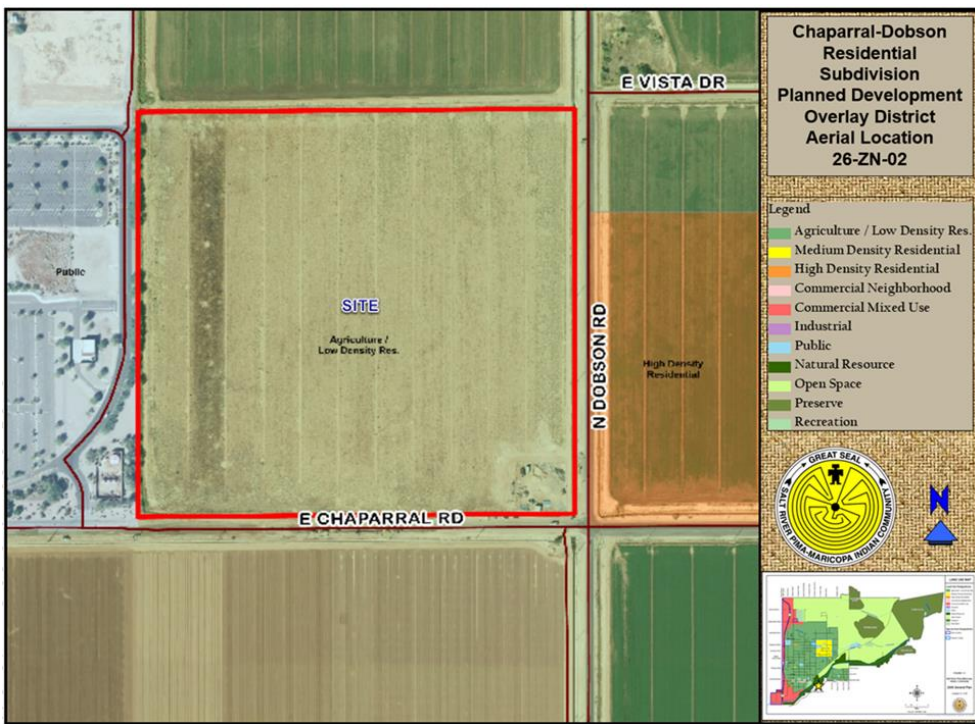 Chaparral-Dobson
Residential
Subdivision
Planned Development
Overlay District
Aerial Location
26-ZN-02
E VISTA DR
Public
SITE
Agriculture /
Low Density Res.
N DOBSON RD
High Density
Residential
E CHAPARRAL RD
Legend
Agriculture / Low Density Res.
Medium Density Residential
High Density Residential
Commercial Neighborhood
Commercial Mixed Use
Industrial
Public
Natural Resource
Open Space
Preserve
Recreation
GREAT SEAL
SALT RIVER PIMA-MARICOPA INDIAN COMMUNITY
N